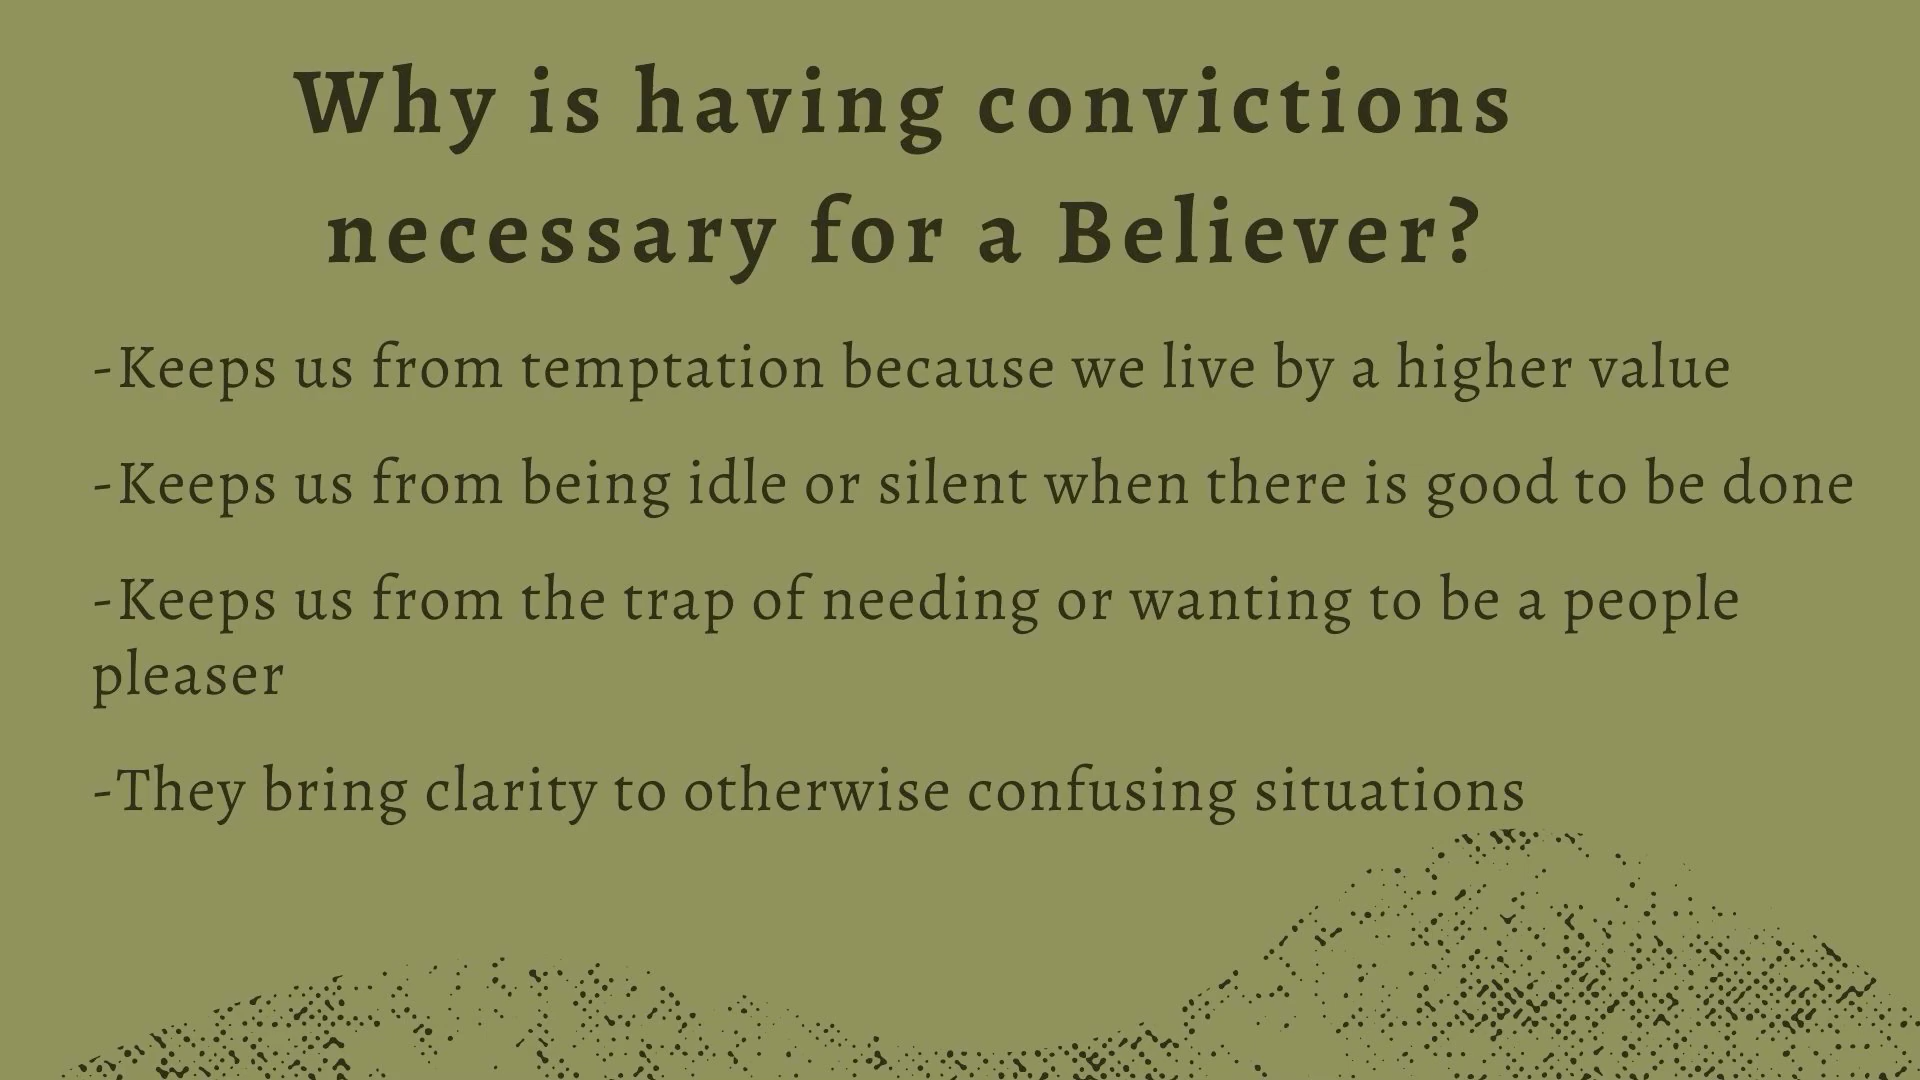 Why is having convictions
necessary for a Believer?
-Keeps us from temptation because we live by a higher value
-Keeps us from being idle or silent when there is good to be done
-Keeps us from the trap of needing or wanting to be a people
pleaser
-They bring clarity to otherwise confusing situations